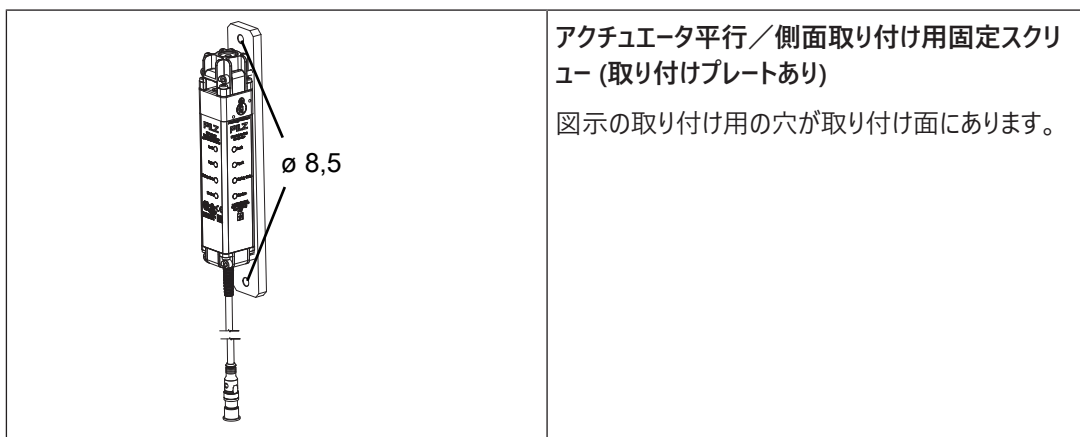 PILZ
PILZ
ø 8,5
アクチュエータ平行／側面取り付け用固定スクリ
ュー (取り付けプレートあり)
図示の取り付け用の穴が取り付け面にあります。